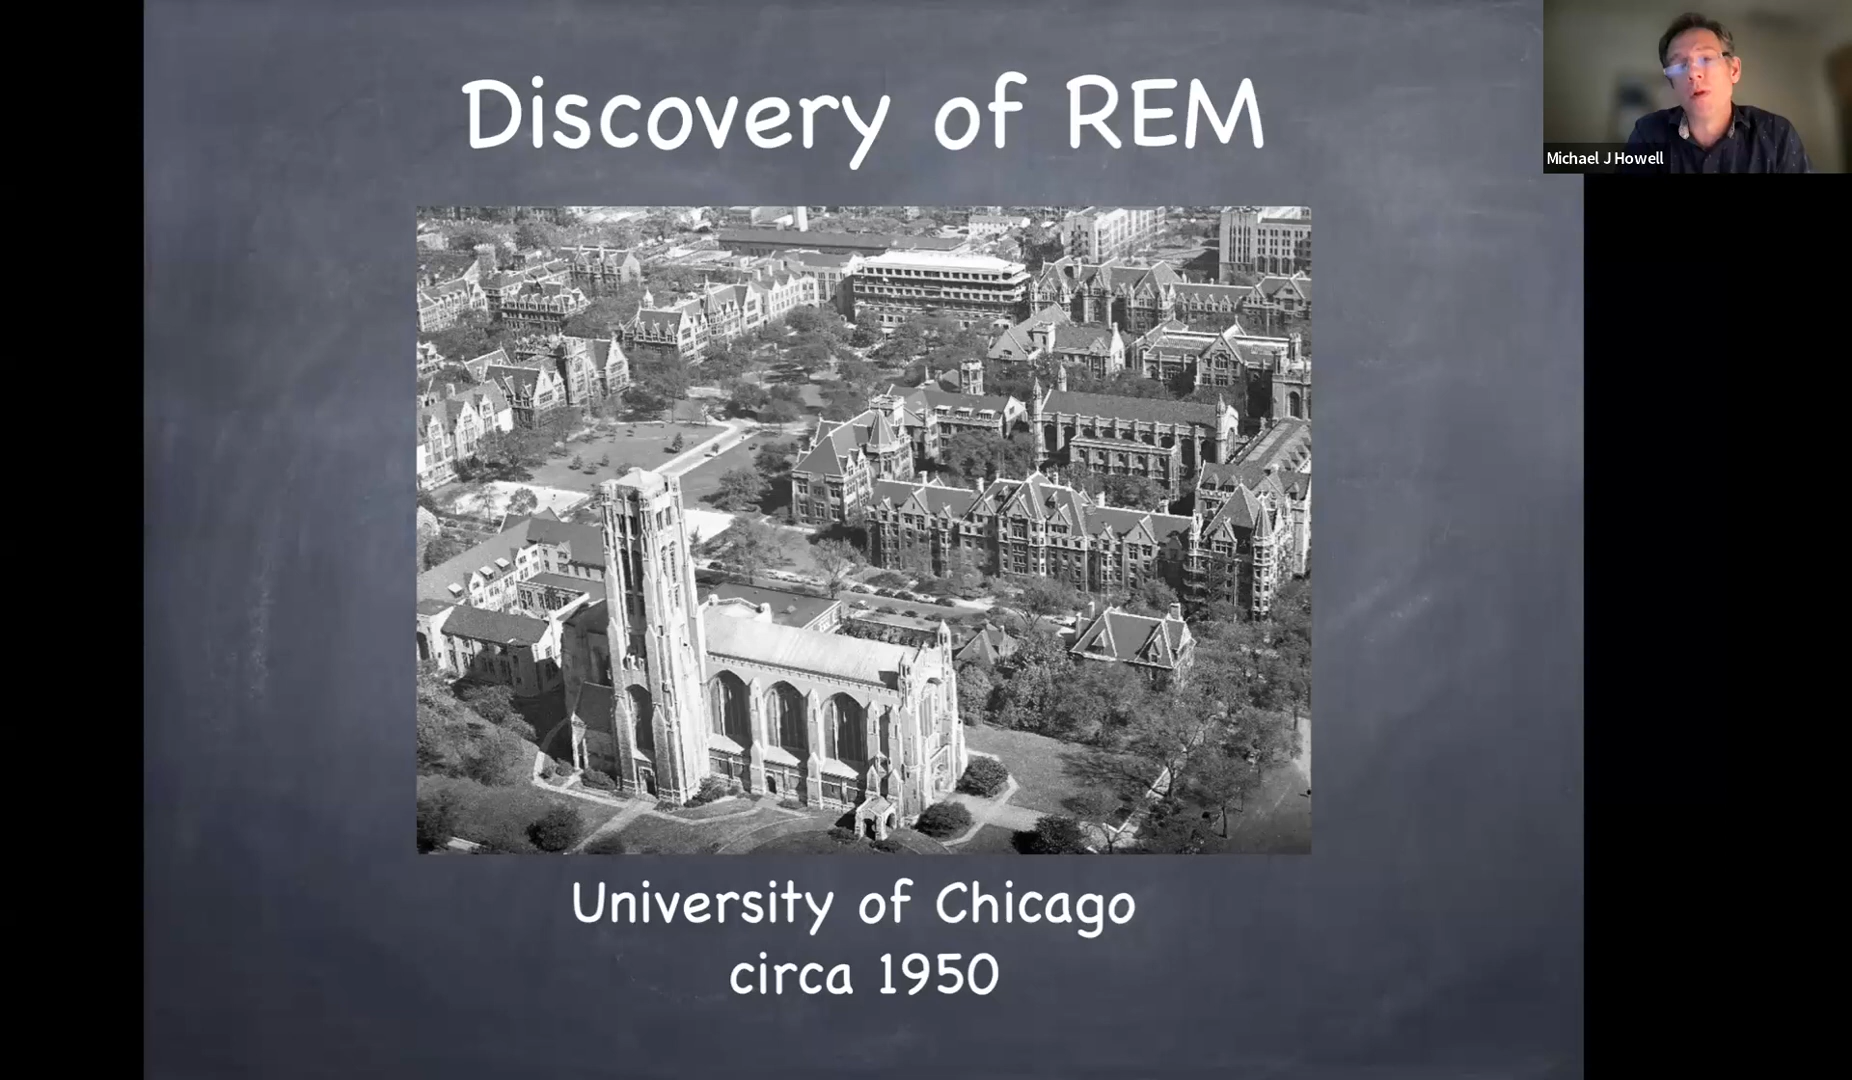 Discovery of REM
Michael J Howell
University of Chicago
circa 1950